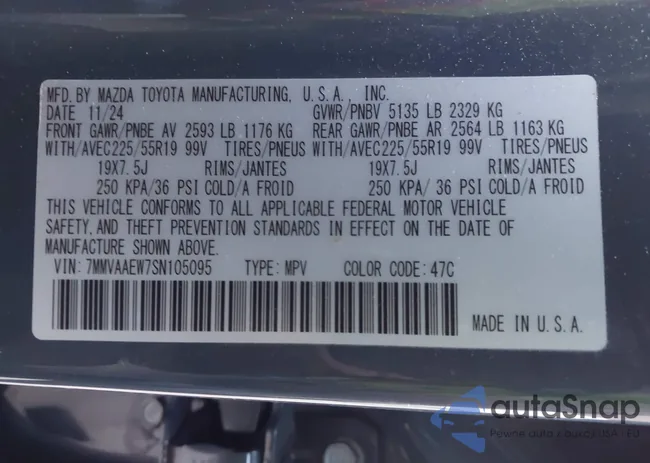 MFD. BY MAZDA TOYOTA MANUFACTURING, U.S.A., INC.
DATE 11/24 GVWR/PNBV 5135 LB 2329 KG
FRONT GAWR/PNBE AV 2593 LB 1176 KG REAR GAWR/PNBE AR 2564 LB 1163 KG
WITH/AVEC225/55R19 99V TIRES/PNEUS WITH/AVEC225/55R19 99V TIRES/PNEUS
19X7.5J RIMS/JANTES 19X7.5J RIMS/JANTES
250 KPA/36 PSI COLD/A FROID 250 KPA/36 PSI COLD/A FROID
THIS VEHICLE CONFORMS TO ALL APPLICABLE FEDERAL MOTOR VEHICLE
SAFETY, AND THEFT PREVENTION STANDARDS IN EFFECT ON THE DATE OF
MANUFACTURE SHOWN ABOVE.
VIN: 7MMVAAEW7SN105095 TYPE: MPV COLOR CODE: 47C
MADE IN U.S.A.
autoSnap
Pewne auta z aukcji USA - EU